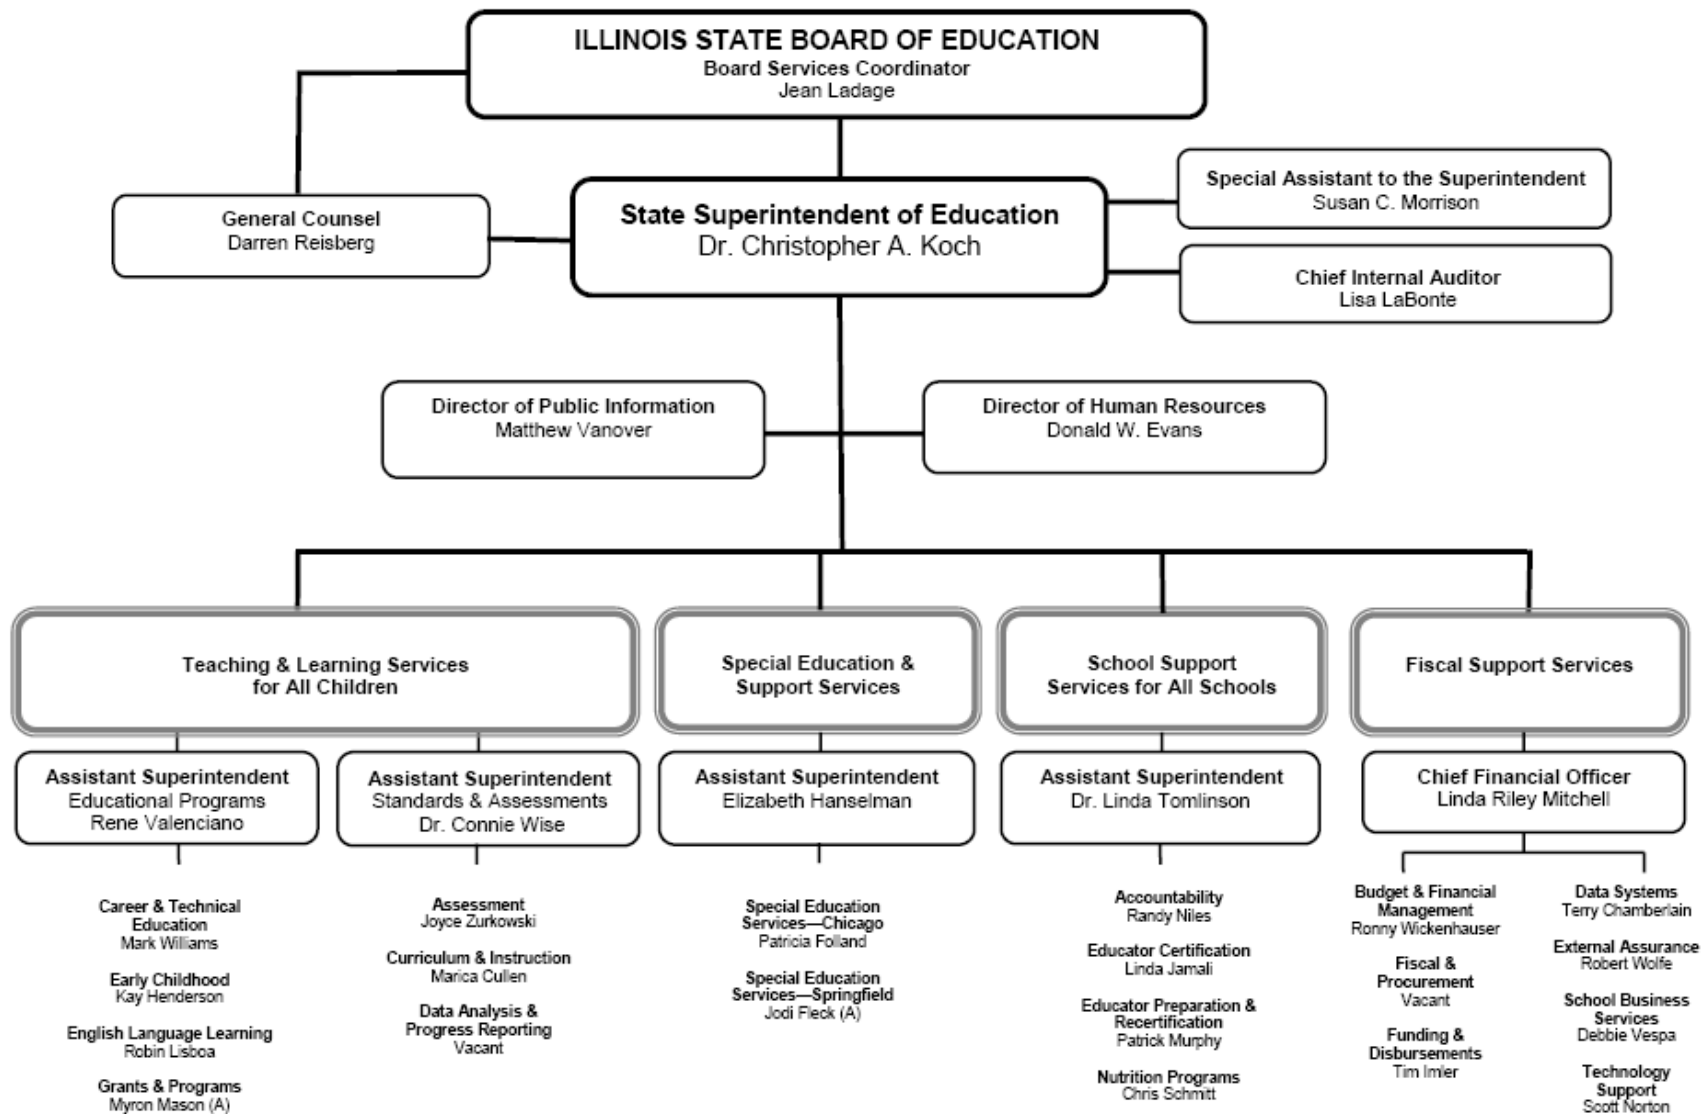 ILLINOIS STATE BOARD OF EDUCATION
Board Services Coordinator
Jean Ladage
General Counsel
Darren Reisberg
State Superintendent of Education
Dr. Christopher A. Koch
Special Assistant to the Superintendent
Susan C. Morrison
Chief Internal Auditor
Lisa LaBonte
Director of Public Information
Matthew Vanover
Director of Human Resources
Donald W. Evans
Teaching & Learning Services
for All Children
Special Education &
Support Services
School Support
Services for All Schools
Fiscal Support Services
Assistant Superintendent
Educational Programs
Rene Valenciano
Assistant Superintendent
Standards & Assessments
Dr. Connie Wise
Assistant Superintendent
Elizabeth Hanselman
Assistant Superintendent
Dr. Linda Tomlinson
Chief Financial Officer
Linda Riley Mitchell
Career & Technical
Education
Mark Williams
Early Childhood
Kay Henderson
English Language Learning
Robin Lisboa
Grants & Programs
Myron Mason (A)
Assessment
Joyce Zurkowski
Curriculum & Instruction
Marica Cullen
Data Analysis &
Progress Reporting
Vacant
Special Education
Services—Chicago
Patricia Folland
Special Education
Services—Springfield
Jodi Fleck (A)
Accountability
Randy Niles
Educator Certification
Linda Jamali
Educator Preparation &
Recertification
Patrick Murphy
Nutrition Programs
Chris Schmitt
Budget & Financial
Management
Ronny Wickenhauser
Fiscal &
Procurement
Vacant
Funding &
Disbursements
Tim Imler
Data Systems
Terry Chamberlain
External Assurance
Robert Wolfe
School Business
Services
Debbie Vespa
Technology
Support
Scott Norton